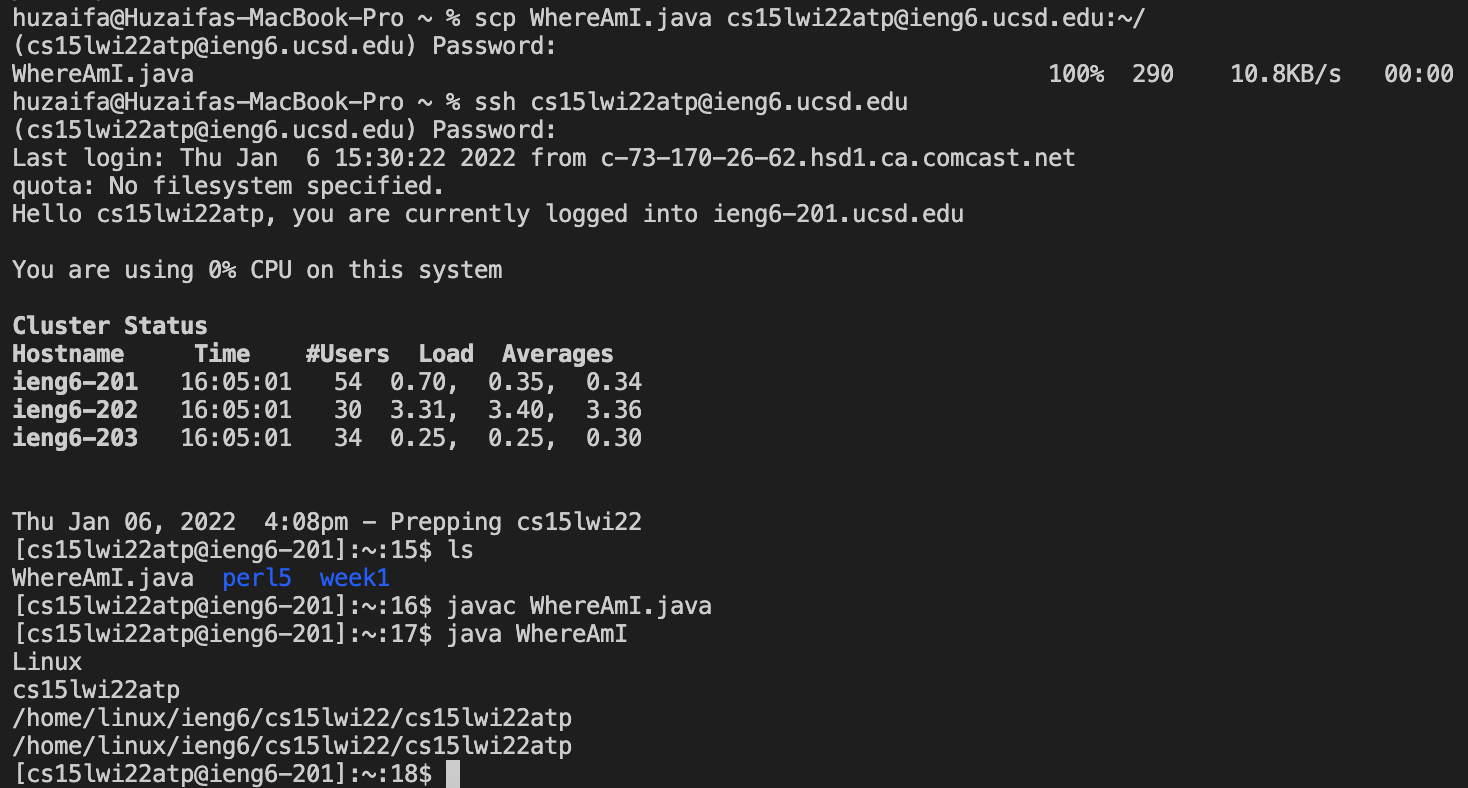 huzaifa@Huzaifas-MacBook-Pro ~ % scp WhereAmI.java cs15lwi22atp@ieng6.ucsd.edu:~/
(cs15lwi22atp@ieng6.ucsd.edu) Password:
WhereAmI.java 100% 290 10.8KB/s 00:00
huzaifa@Huzaifas-MacBook-Pro ~ % ssh cs15lwi22atp@ieng6.ucsd.edu
(cs15lwi22atp@ieng6.ucsd.edu) Password:
Last login: Thu Jan  6 15:30:22 2022 from c-73-170-26-62.hsd1.ca.comcast.net
quota: No filesystem specified.
Hello cs15lwi22atp, you are currently logged into ieng6-201.ucsd.edu
You are using 0% CPU on this system
Cluster Status
Hostname     Time    #Users  Load  Averages
ieng6-201   16:05:01   54  0.70,  0.35,  0.34
ieng6-202   16:05:01   30  3.31,  3.40,  3.36
ieng6-203   16:05:01   34  0.25,  0.25,  0.30
Thu Jan 06, 2022  4:08pm - Prepping cs15lwi22
[cs15lwi22atp@ieng6-201]:~:15$ ls
WhereAmI.java  perl5  week1
[cs15lwi22atp@ieng6-201]:~:16$ javac WhereAmI.java
[cs15lwi22atp@ieng6-201]:~:17$ java WhereAmI
Linux
cs15lwi22atp
/home/linux/ieng6/cs15lwi22/cs15lwi22atp
/home/linux/ieng6/cs15lwi22/cs15lwi22atp
[cs15lwi22atp@ieng6-201]:~:18$